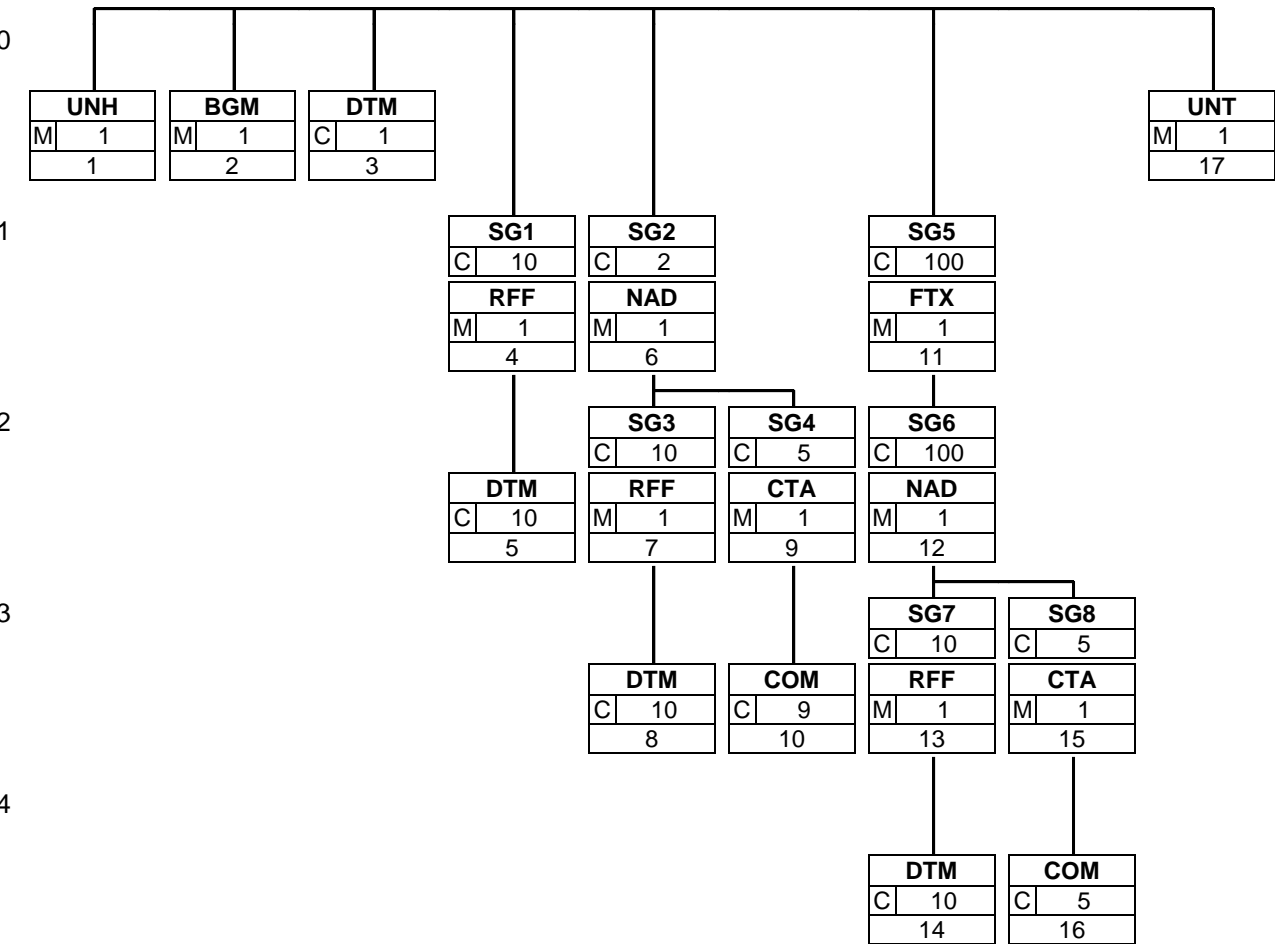 0
UNH BGM DTM UNT
M 1 M 1 C 1 M 1
1 2 3 17
1 SG1 SG2 SG5
C 10 C 2 C 100
RFF NAD FTX
M 1 M 1 M 1
4 6 11
2 SG3 SG4 SG6
C 10 C 5 C 100
DTM RFF CTA NAD
C 10 M 1 M 1 M 1
5 7 9 12
3 SG7 SG8
C 10 C 5
DTM COM RFF CTA
C 10 C 9 M 1 M 1
8 10 13 15
4
DTM COM
C 10 C 5
14 16